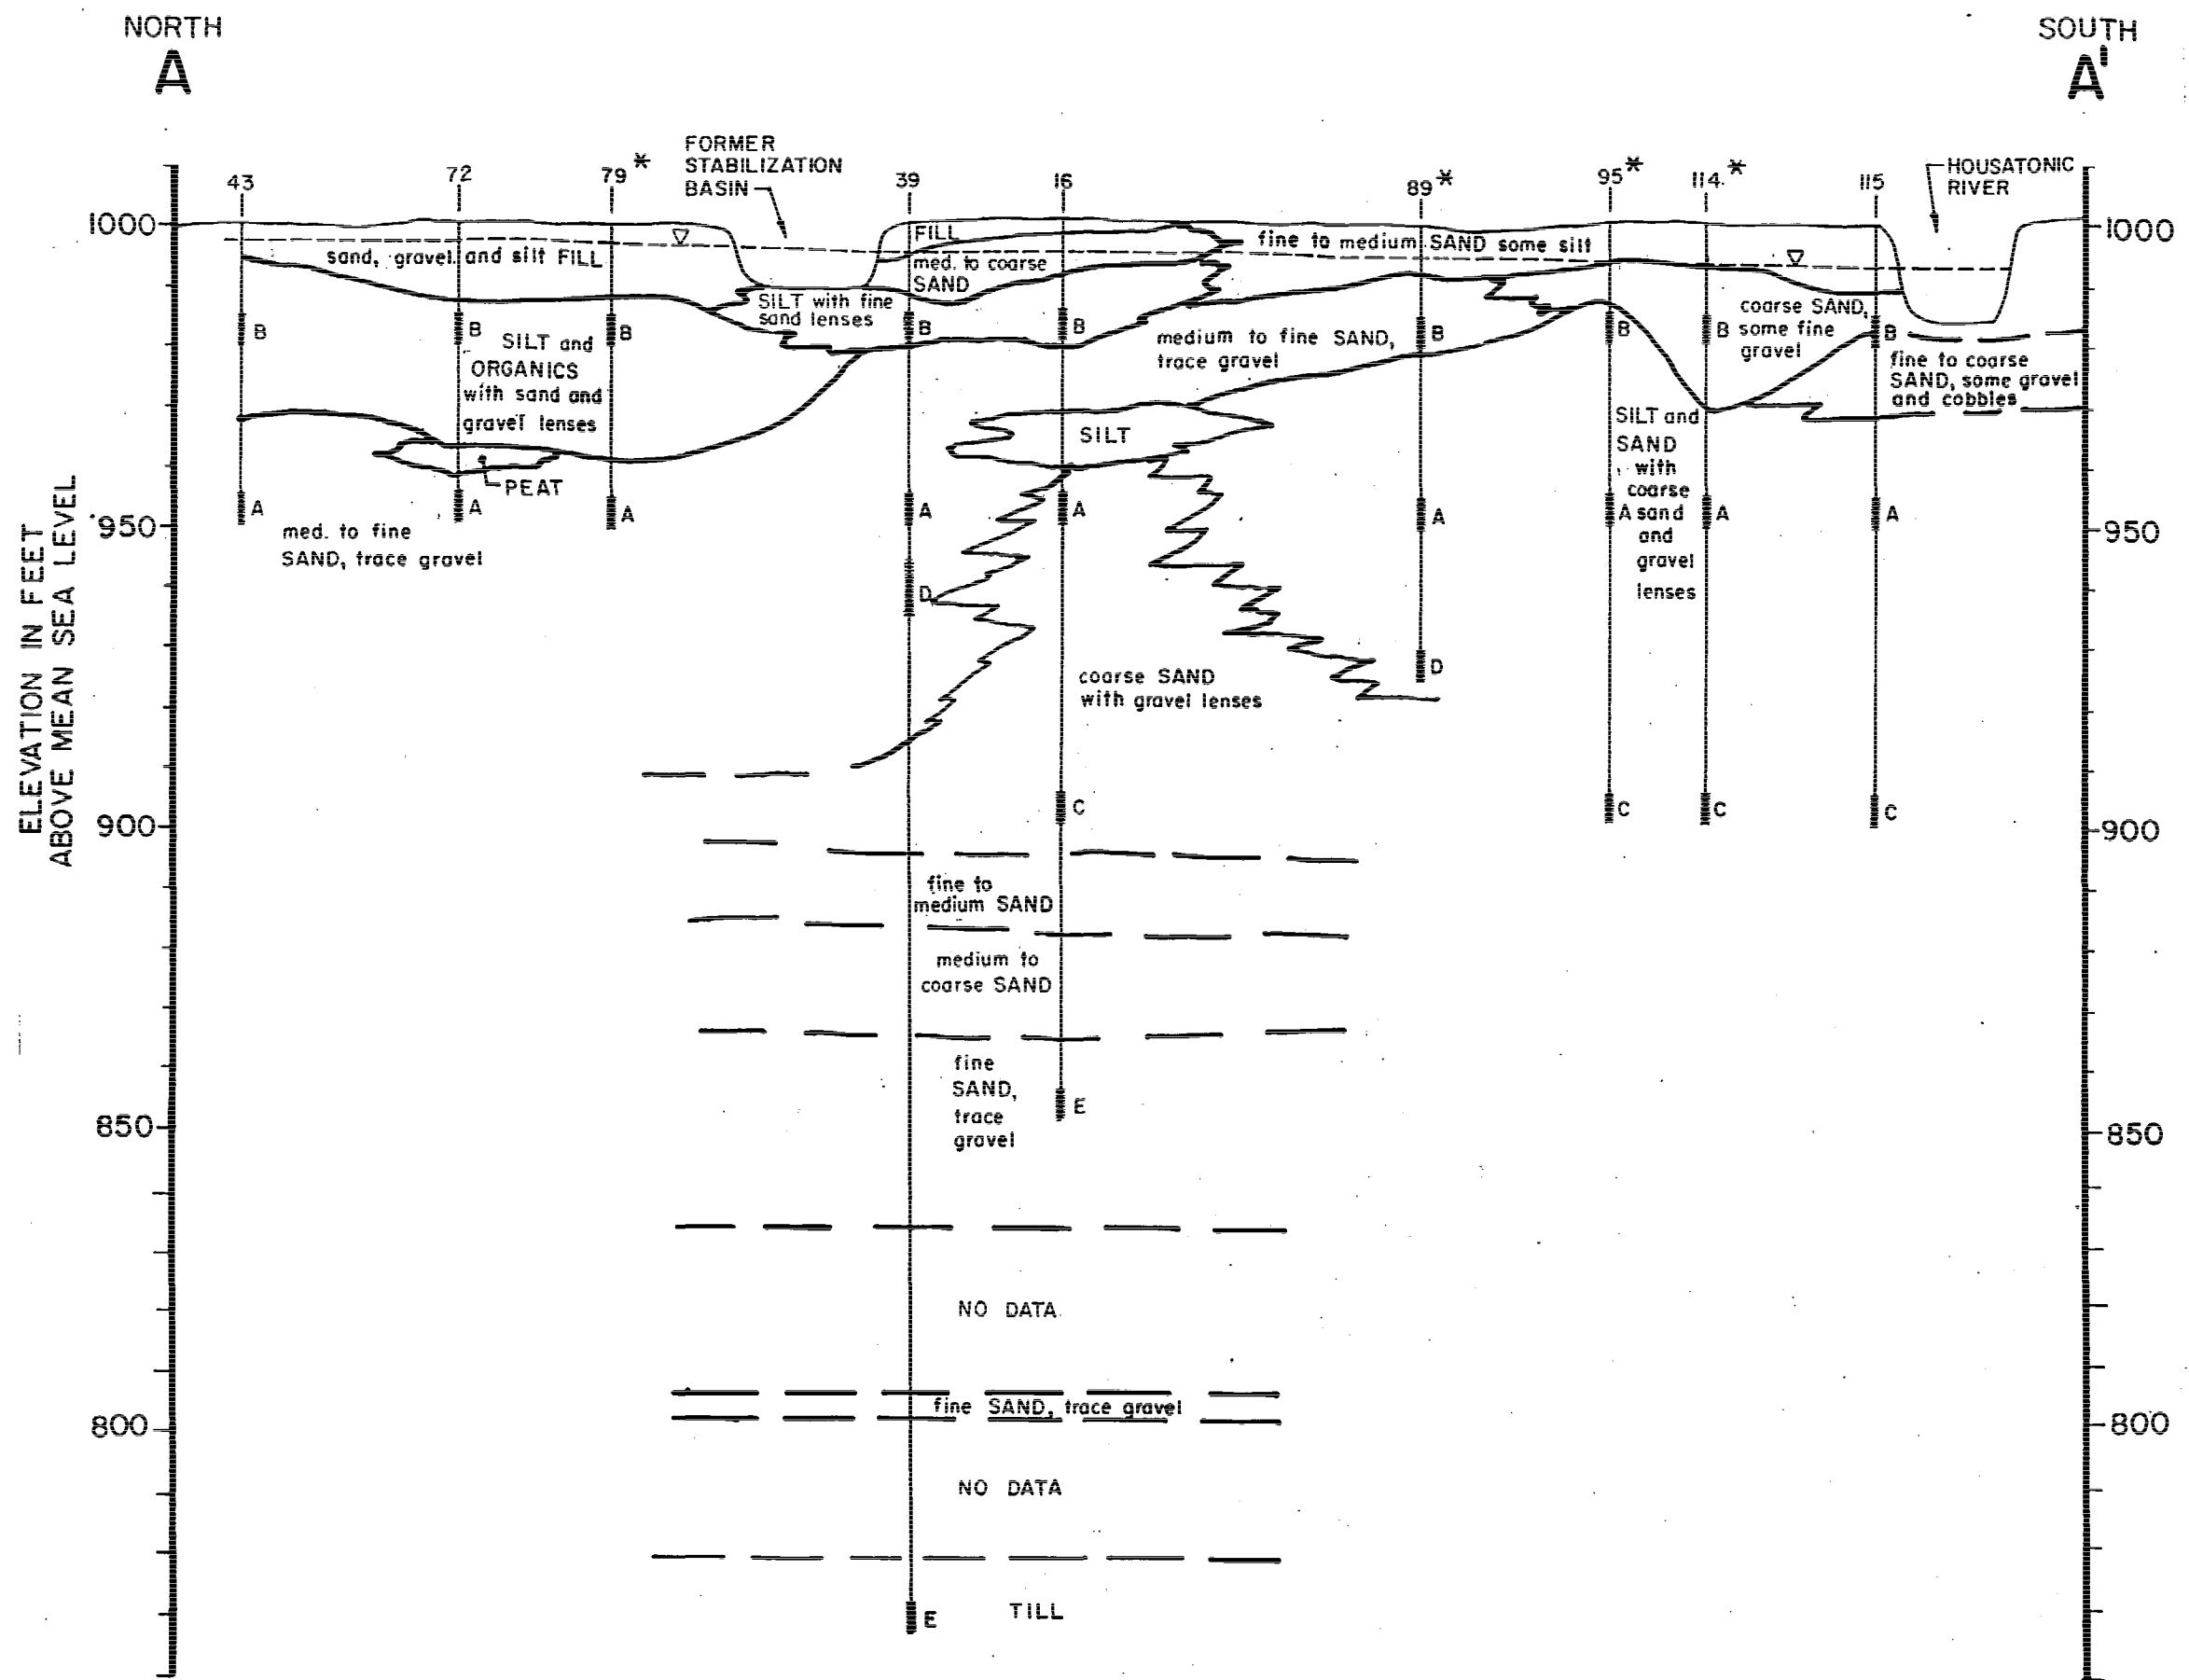 NORTH
A
SOUTH
A'
43
72
79*
FORMER
STABILIZATION
BASIN
39
16
89*
95*
114.*
115
HOUSATONIC
RIVER
1000
1000
sand, gravel and silt FILL
FILL
med. to coarse
SAND
fine to medium SAND some silt
SILT with fine
sand lenses
coarse SAND,
some fine
gravel
B
B
B
B
B
B
B
B
B
SILT and
ORGANICS
with sand and
gravel lenses
medium to fine SAND,
trace gravel
fine to coarse
SAND, some gravel
and cobbles
SILT
SILT and
SAND
with
coarse
sand
and
gravel
lenses
PEAT
A
A
A
A
A
A
A
A
A
950
950
med. to fine
SAND, trace gravel
D
D
coarse SAND
with gravel lenses
ELEVATION IN FEET
ABOVE MEAN SEA LEVEL
C
C
C
C
900
900
fine to
medium SAND
medium to
coarse SAND
fine
SAND,
trace
gravel
E
850
850
NO DATA
fine SAND, trace gravel
800
800
NO DATA
E
TILL